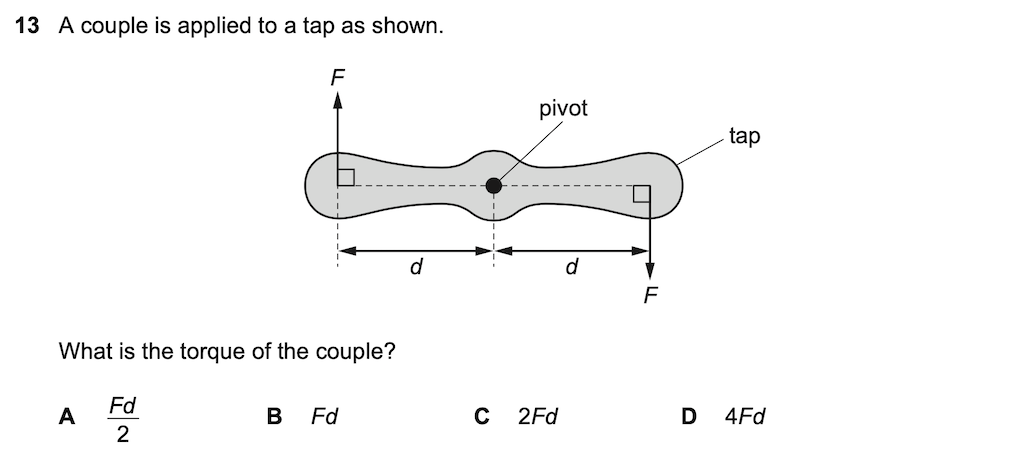 13 A couple is applied to a tap as shown.
F
pivot
tap
d
d
F
What is the torque of the couple?
A Fd/2 B Fd C 2Fd D 4Fd